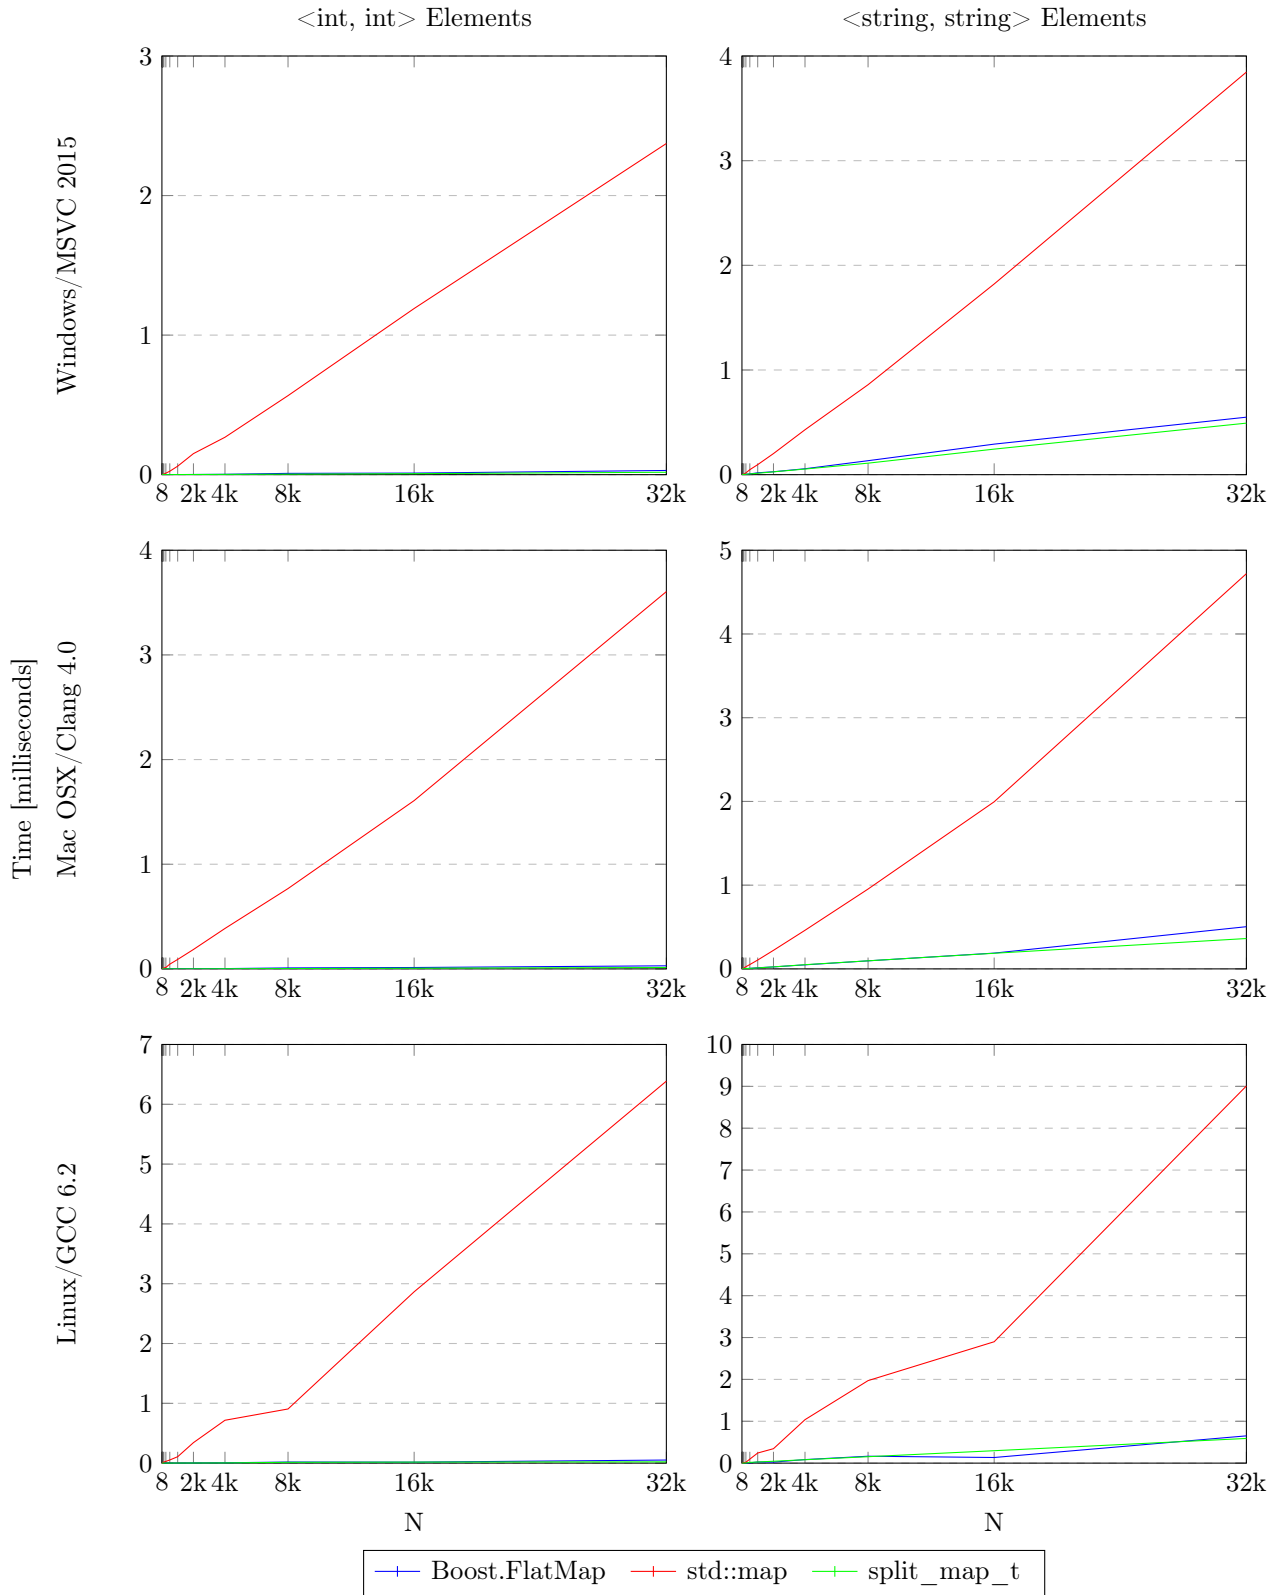 <int, int> Elements
<string, string> Elements
Time [milliseconds]
Windows/MSVC 2015
3
2
1
0
8 2k 4k 8k 16k 32k
4
3
2
1
0
8 2k 4k 8k 16k 32k
Mac OSX/Clang 4.0
4
3
2
1
0
8 2k 4k 8k 16k 32k
5
4
3
2
1
0
8 2k 4k 8k 16k 32k
Linux/GCC 6.2
7
6
5
4
3
2
1
0
8 2k 4k 8k 16k 32k
N
10
9
8
7
6
5
4
3
2
1
0
8 2k 4k 8k 16k 32k
N
Boost.FlatMap std::map split_map_t